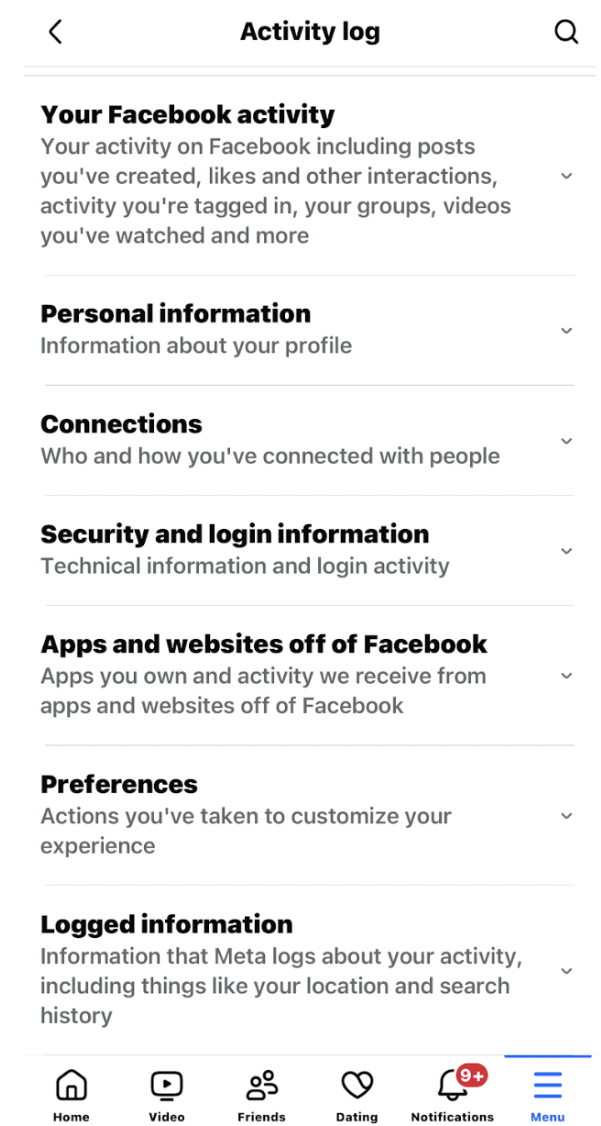 Activity log
Your Facebook activity
Your activity on Facebook including posts
you've created, likes and other interactions,
activity you're tagged in, your groups, videos
you've watched and more
Personal information
Information about your profile
Connections
Who and how you've connected with people
Security and login information
Technical information and login activity
Apps and websites off of Facebook
Apps you own and activity we receive from
apps and websites off of Facebook
Preferences
Actions you've taken to customize your
experience
Logged information
Information that Meta logs about your activity,
including things like your location and search
history
9+
Home Video Friends Dating Notifications Menu